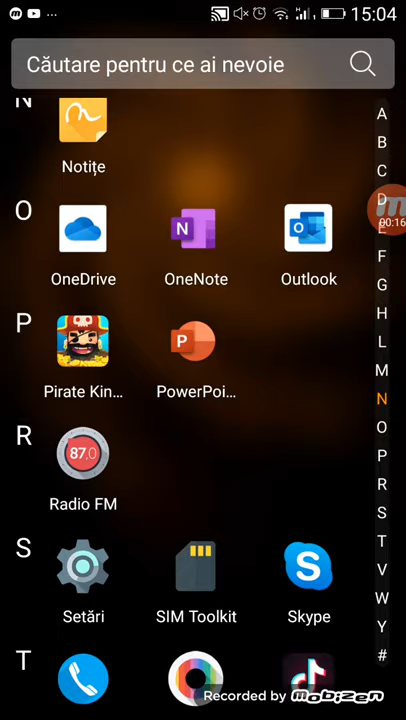 15:04
Căutare pentru ce ai nevoie
N
Notițe
O
OneDrive
OneNote
Outlook
P
Pirate Kin...
PowerPoi...
R
87,0
Radio FM
S
Setări
SIM Toolkit
Skype
T
A
B
C
D
E
F
G
H
L
M
N
O
P
R
S
T
V
W
Y
#
00:16
Recorded by mobizen